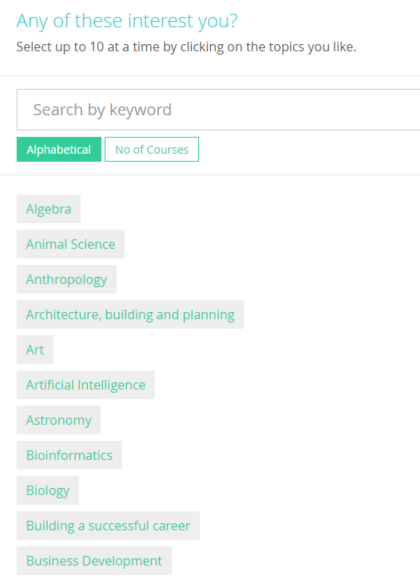 Any of these interest you?
Select up to 10 at a time by clicking on the topics you like.
Search by keyword
Alphabetical No of Courses
Algebra
Animal Science
Anthropology
Architecture, building and planning
Art
Artificial Intelligence
Astronomy
Bioinformatics
Biology
Building a successful career
Business Development